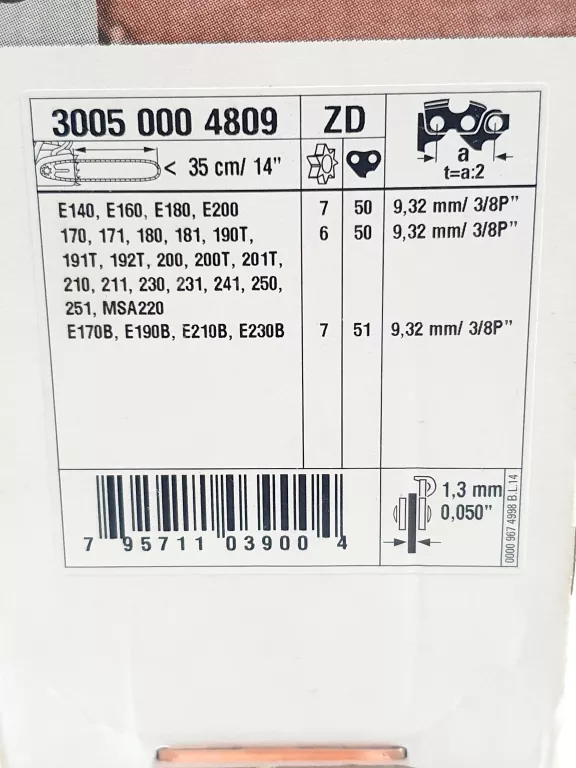 3005 000 4809 ZD
a
t=a:2
< 35 cm/ 14"
E140, E160, E180, E200 7 50 9,32 mm/ 3/8P"
170, 171, 180, 181, 190T, 6 50 9,32 mm/ 3/8P"
191T, 192T, 200, 200T, 201T,
210, 211, 230, 231, 241, 250,
251, MSA220
E170B, E190B, E210B, E230B 7 51 9,32 mm/ 3/8P"
1,3 mm
0,050"
7 95711 03900 4
0000 967 4998 B L.14